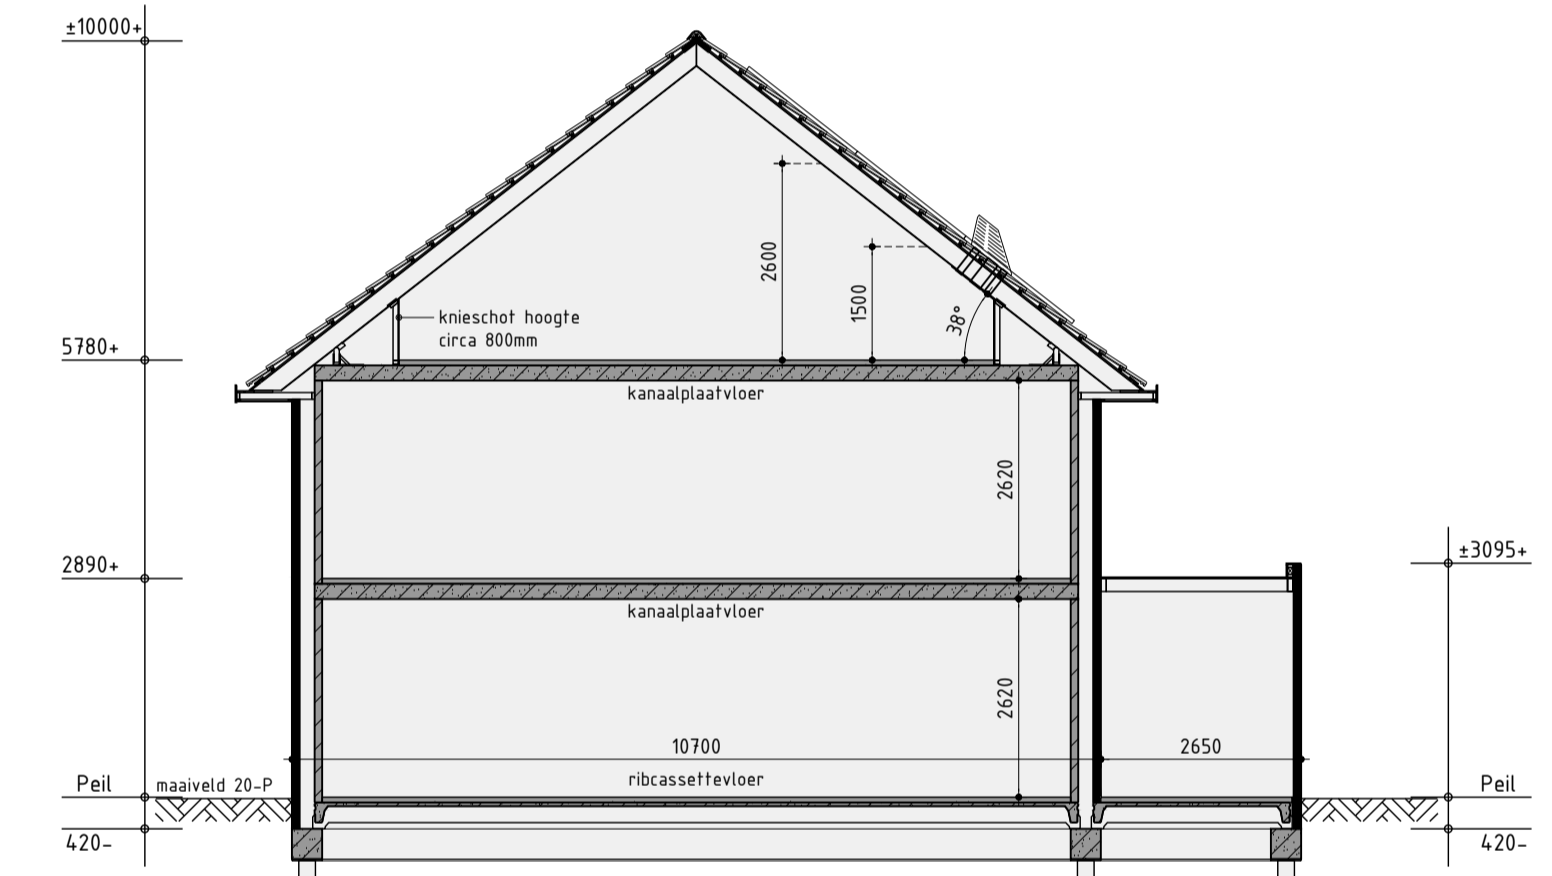 ±10000+
2600
1500
38°
knieschot hoogte
circa 800mm
5780+
kanaalplaatvloer
2620
2890+
±3095+
kanaalplaatvloer
2620
10700
2650
ribcassettevloer
Peil
maaiveld 20-P
Peil
420-
420-